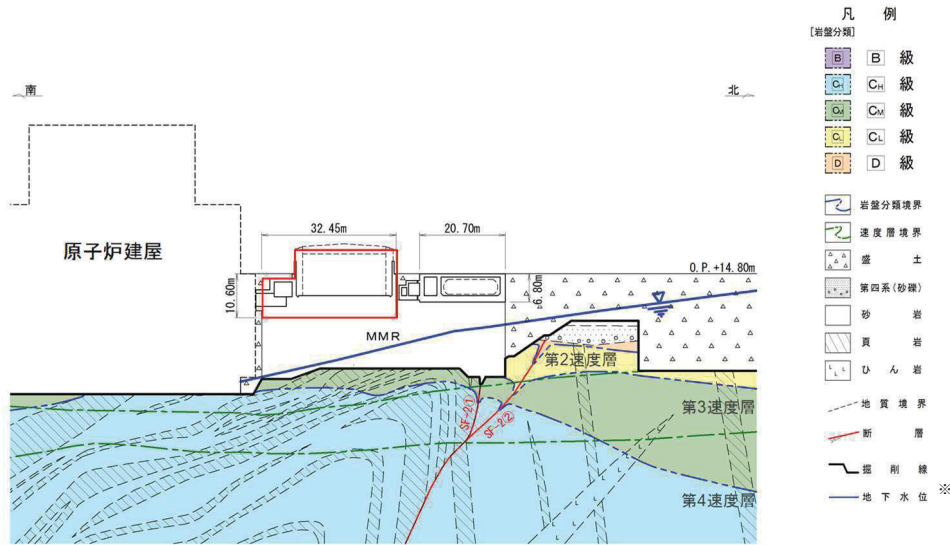 南
北
原子炉建屋
32.45m
20.70m
10.60m
6.80m
O.P.+14.80m
MMR
第2速度層
第3速度層
第4速度層
SF-2①
SF-2②
凡 例
[岩盤分類]
B B 級
CH CH 級
CM CM 級
CL CL 級
D D 級
岩盤分類境界
速度層境界
盛 土
第四系(砂礫)
砂 岩
頁 岩
ひ ん 岩
地質境界
断 層
掘 削 線
地下水位 ※